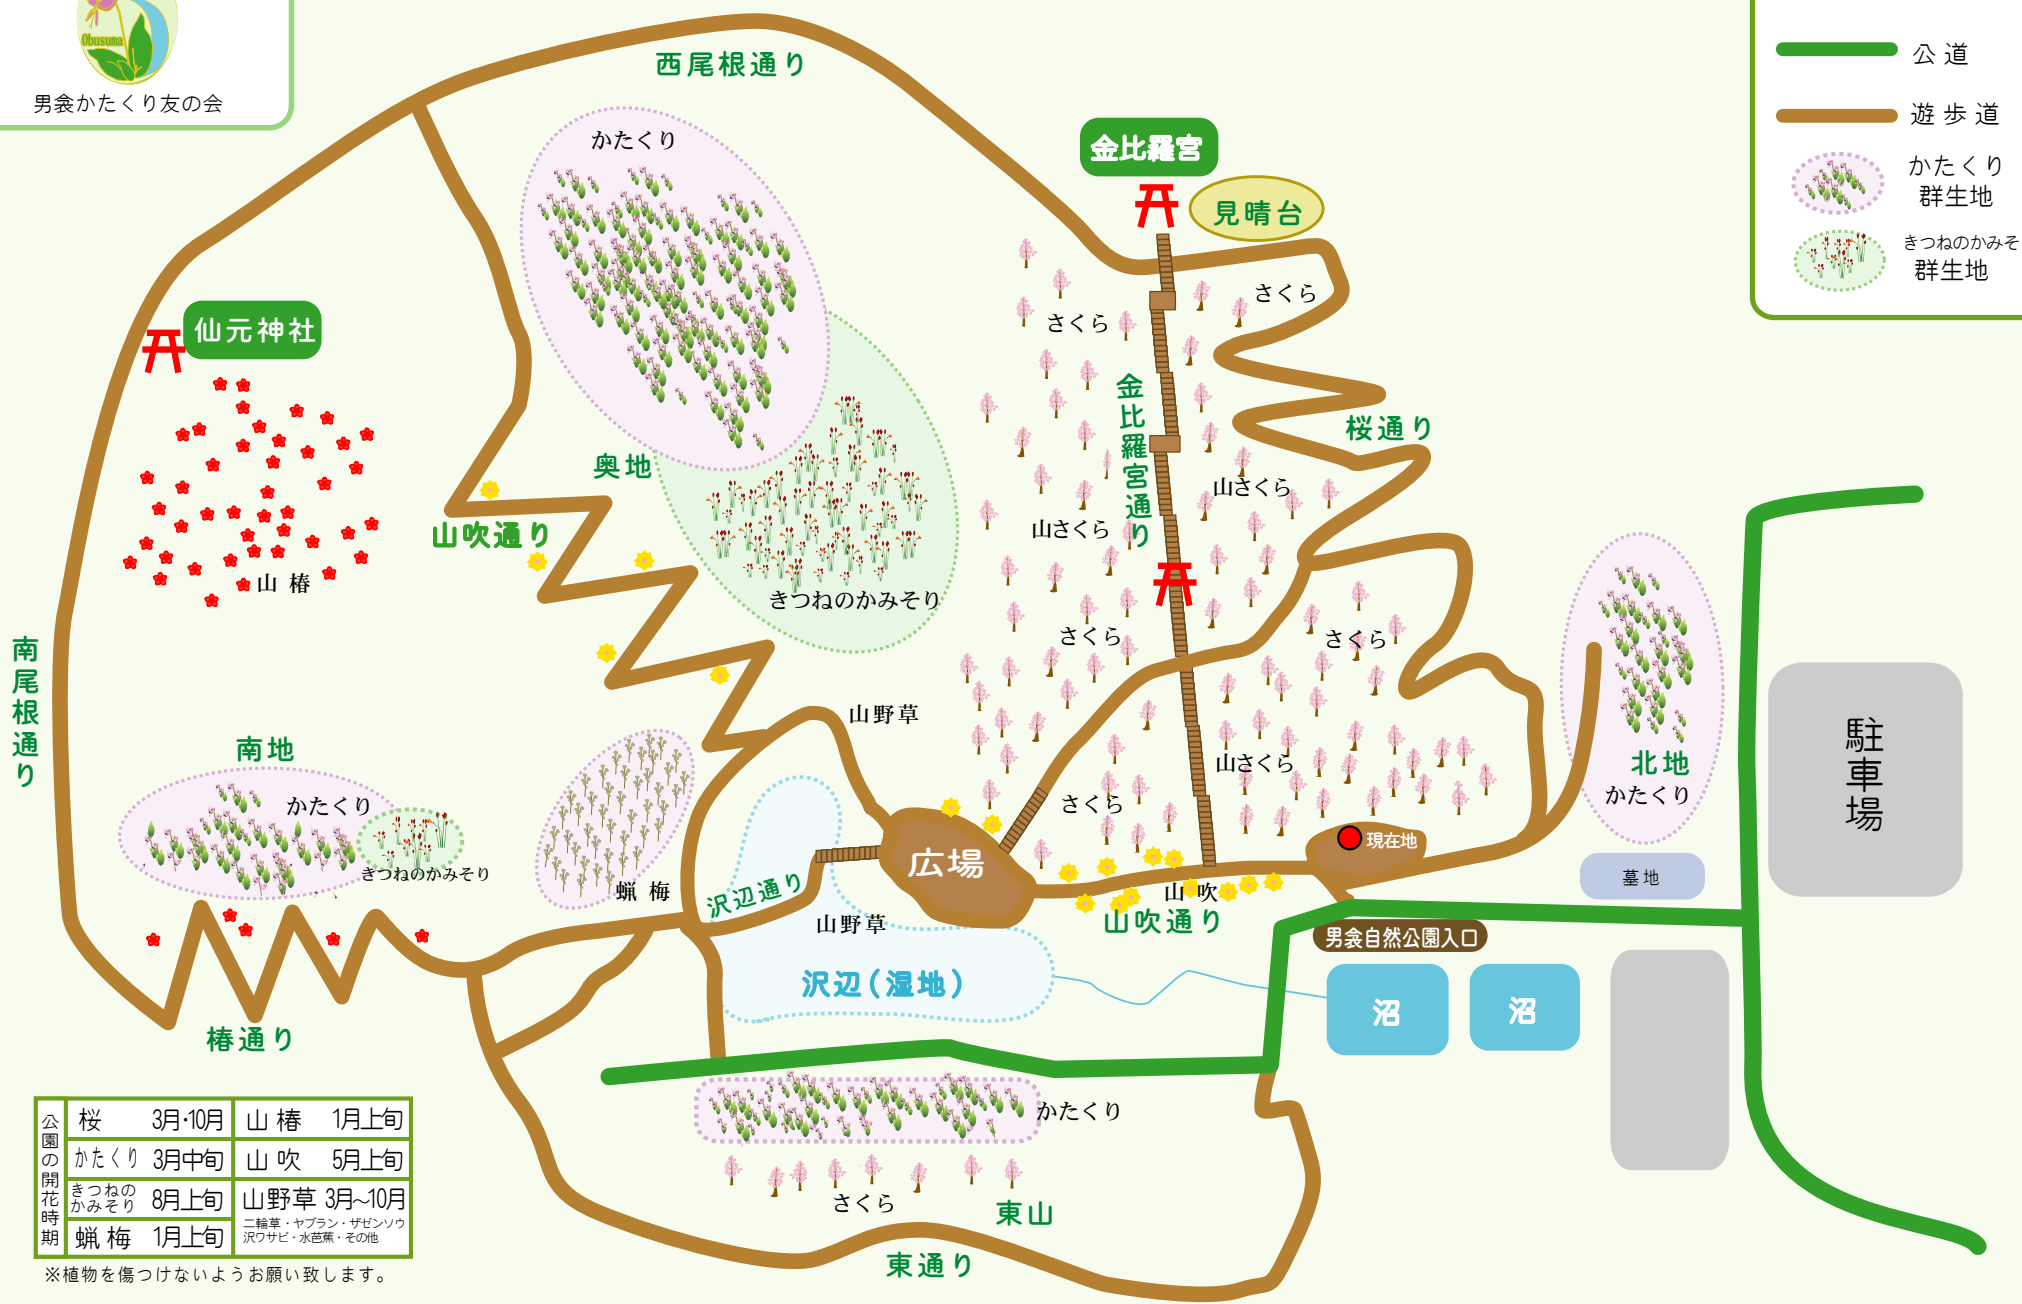 Obusuma
男衾かたくり友の会
公道
遊歩道
かたくり
群生地
きつねのかみそ
群生地
西尾根通り
かたくり
金比羅宮
見晴台
さくら
さくら
仙元神社
金比羅宮通り
桜通り
奥地
山吹通り
山さくら
山さくら
山椿
きつねのかみそり
さくら
さくら
南尾根通り
山野草
南地
かたくり
きつねのかみそり
山さくら
北地
かたくり
駐車場
さくら
現在地
広場
墓地
蝋梅
沢辺通り
山野草
山吹
山吹通り
男衾自然公園入口
沢辺(湿地)
沼
沼
椿通り
かたくり
さくら
東山
東通り
公園の開花時期
桜 3月・10月 山椿 1月上旬
かたくり 3月中旬 山吹 5月上旬
きつねの
かみそり 8月上旬 山野草 3月～10月
二輪草・ヤブラン・ザゼンソウ
沢ワサビ・水芭蕉・その他
蝋梅 1月上旬
※植物を傷つけないようお願い致します。